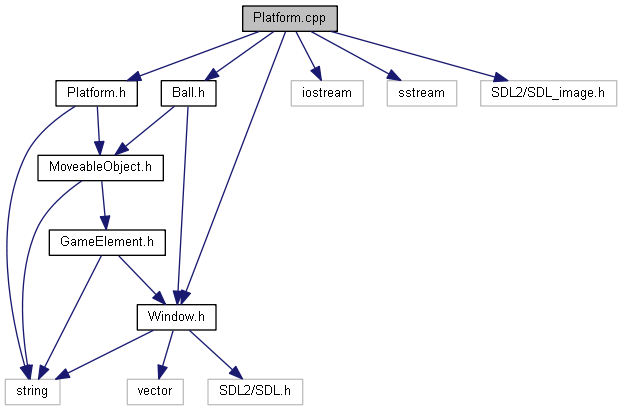 Platform.cpp
Platform.h
Ball.h
iostream
sstream
SDL2/SDL_image.h
MoveableObject.h
GameElement.h
Window.h
string
vector
SDL2/SDL.h